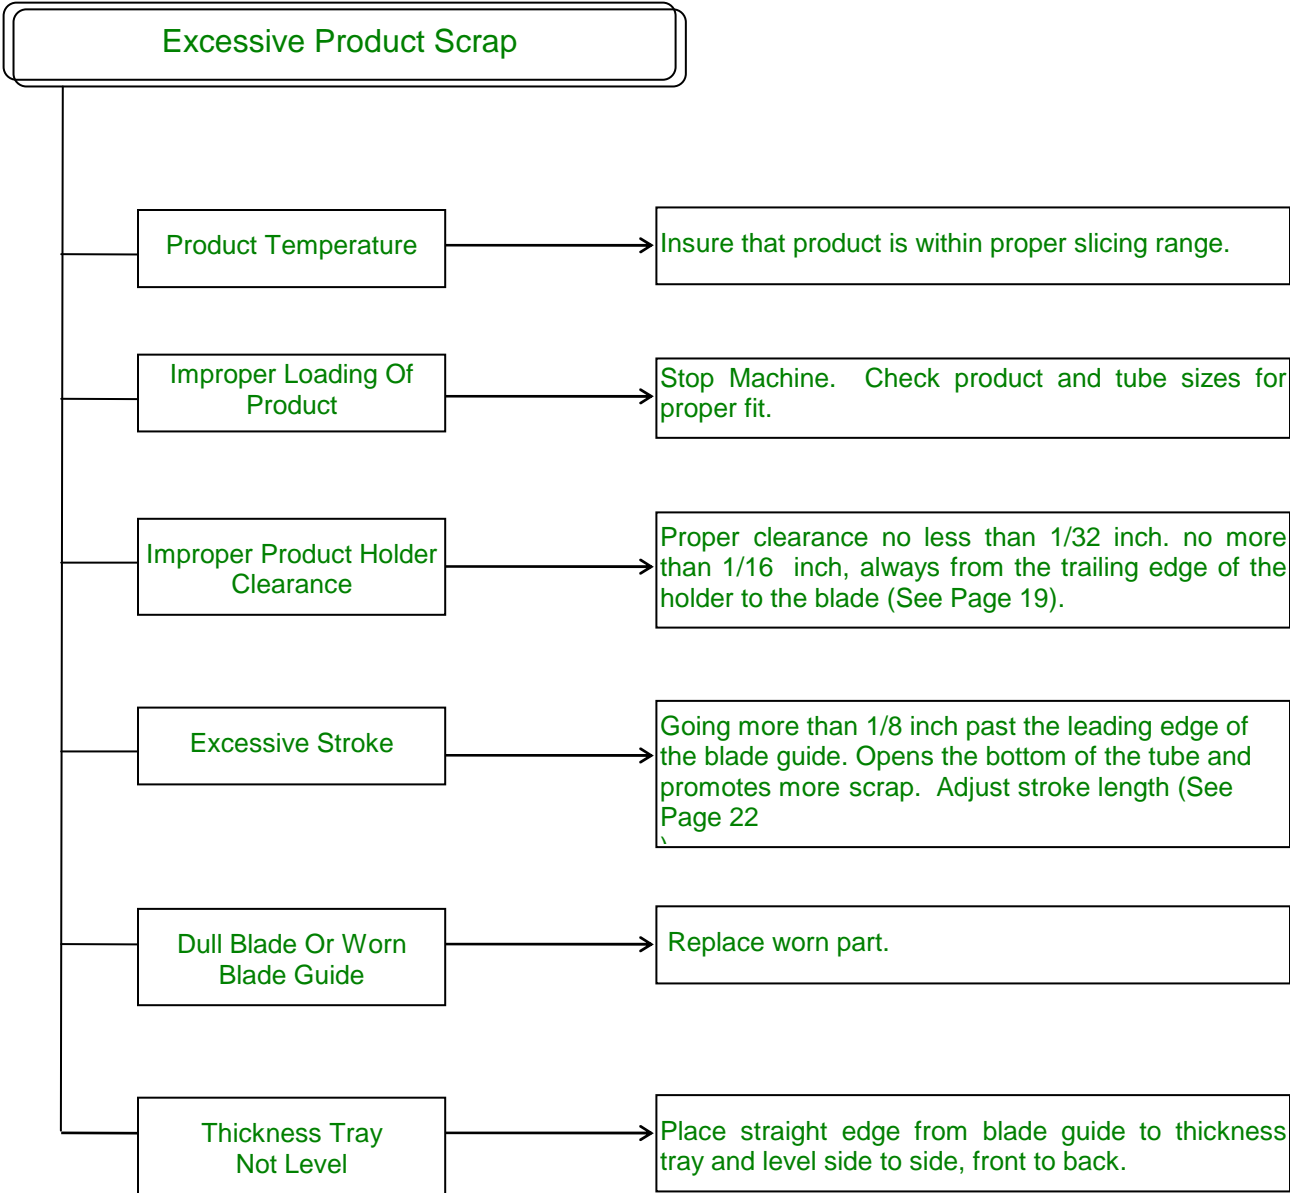 Excessive Product Scrap
Product Temperature
Insure that product is within proper slicing range.
Improper Loading Of
Product
Stop Machine.  Check product and tube sizes for
proper fit.
Improper Product Holder
Clearance
Proper clearance no less than 1/32 inch. no more
than 1/16  inch, always from the trailing edge of the
holder to the blade (See Page 19).
Excessive Stroke
Going more than 1/8 inch past the leading edge of
the blade guide. Opens the bottom of the tube and
promotes more scrap.  Adjust stroke length (See
Page 22
)
Dull Blade Or Worn
Blade Guide
Replace worn part.
Thickness Tray
Not Level
Place straight edge from blade guide to thickness
tray and level side to side, front to back.